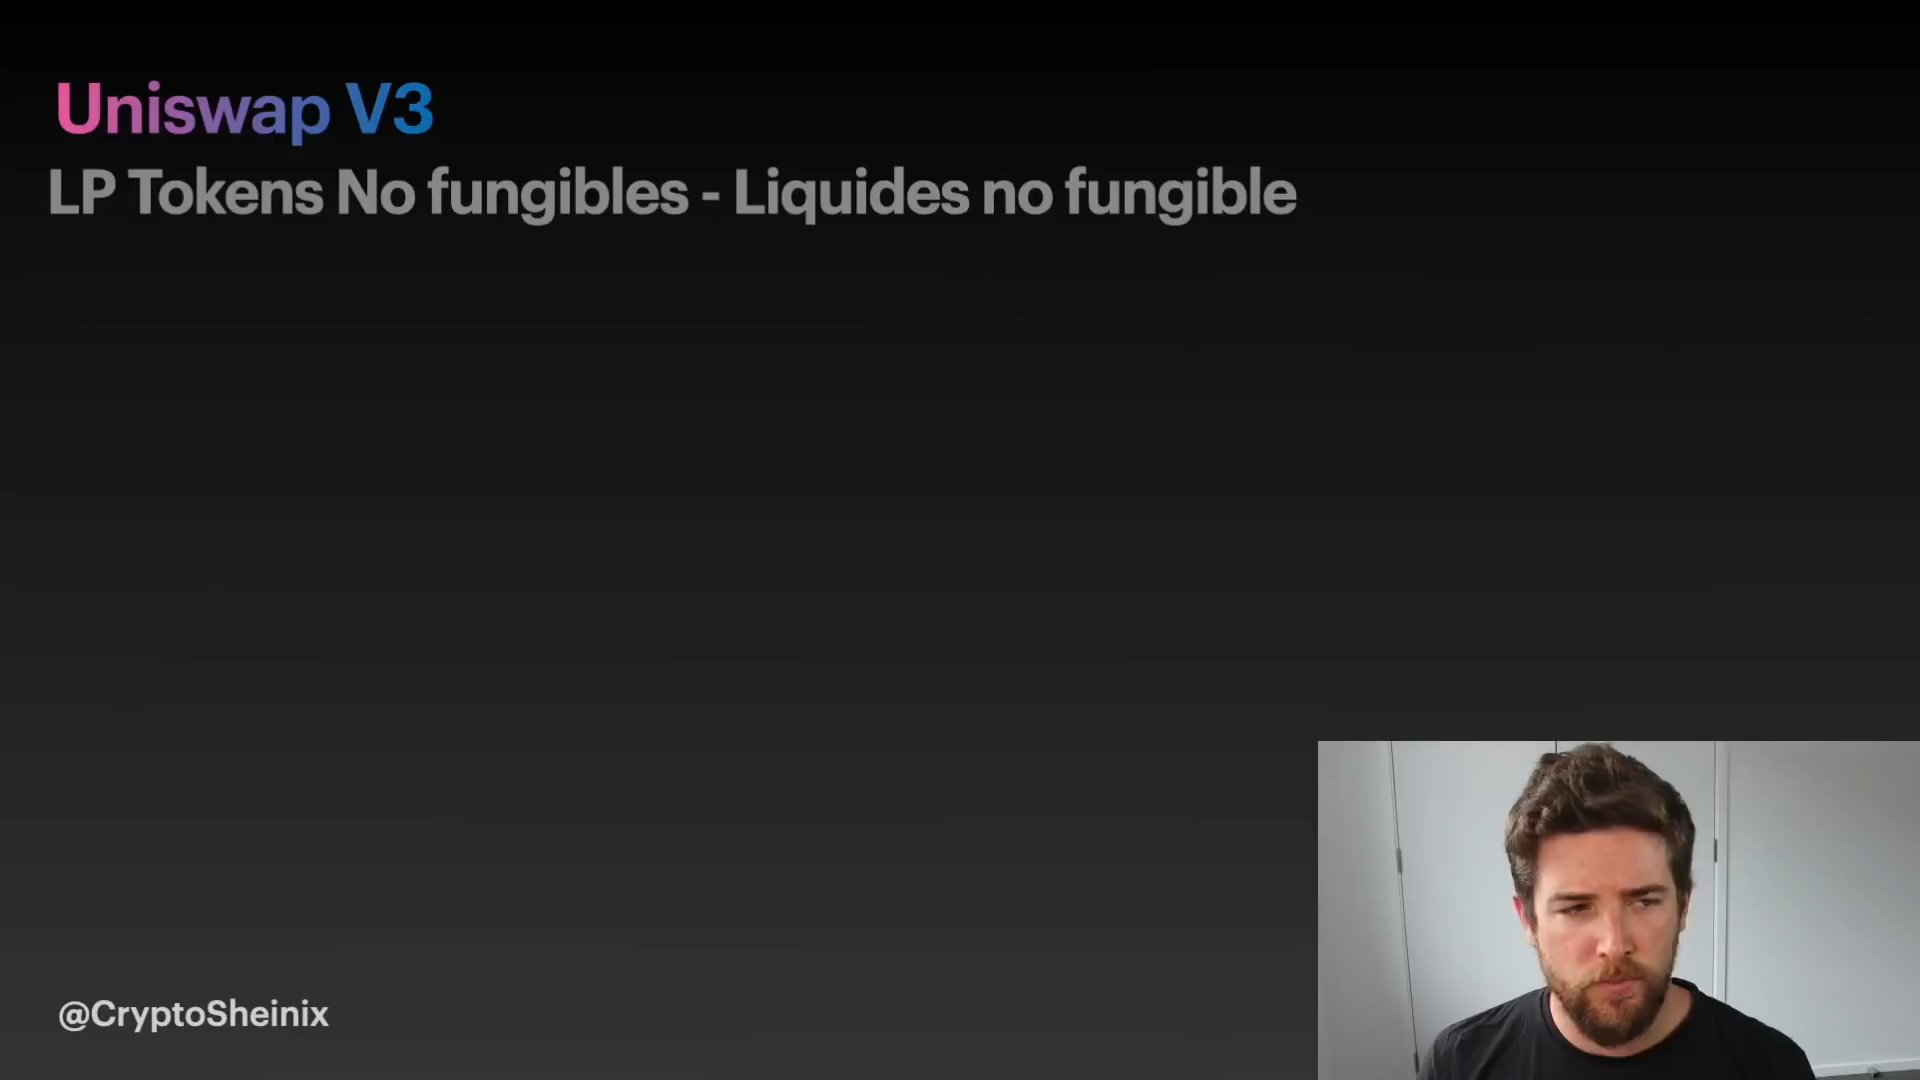 Uniswap V3
LP Tokens No fungibles - Liquides no fungible
@CryptoSheinix